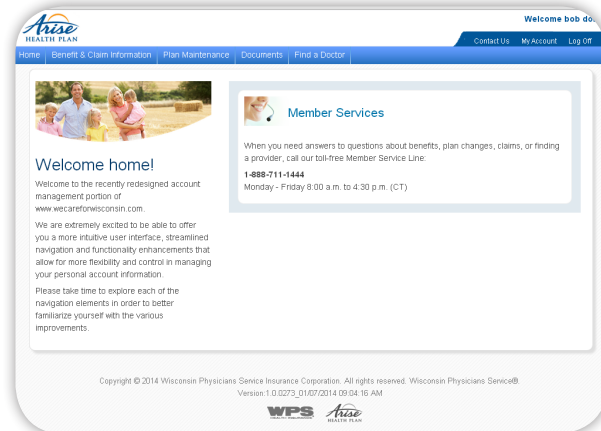 Arise
HEALTH PLAN
Welcome bob do
Contact Us My Account Log Off
Home Benefit & Claim Information Plan Maintenance Documents Find a Doctor
Welcome home!
Welcome to the recently redesigned account
management portion of
www.wecareforwisconsin.com.
We are extremely excited to be able to offer
you a more intuitive user interface, streamlined
navigation and functionality enhancements that
allow for more flexibility and control in managing
your personal account information.
Please take time to explore each of the
navigation elements in order to better
familiarize yourself with the various
improvements.
Member Services
When you need answers to questions about benefits, plan changes, claims, or finding
a provider, call our toll-free Member Service Line:
1-888-711-1444
Monday - Friday 8:00 a.m. to 4:30 p.m. (CT)
Copyright © 2014 Wisconsin Physicians Service Insurance Corporation. All rights reserved. Wisconsin Physicians Service®.
Version:1.0.0273_01/07/2014 09:04:16 AM
WPS Arise
HEALTH PLAN